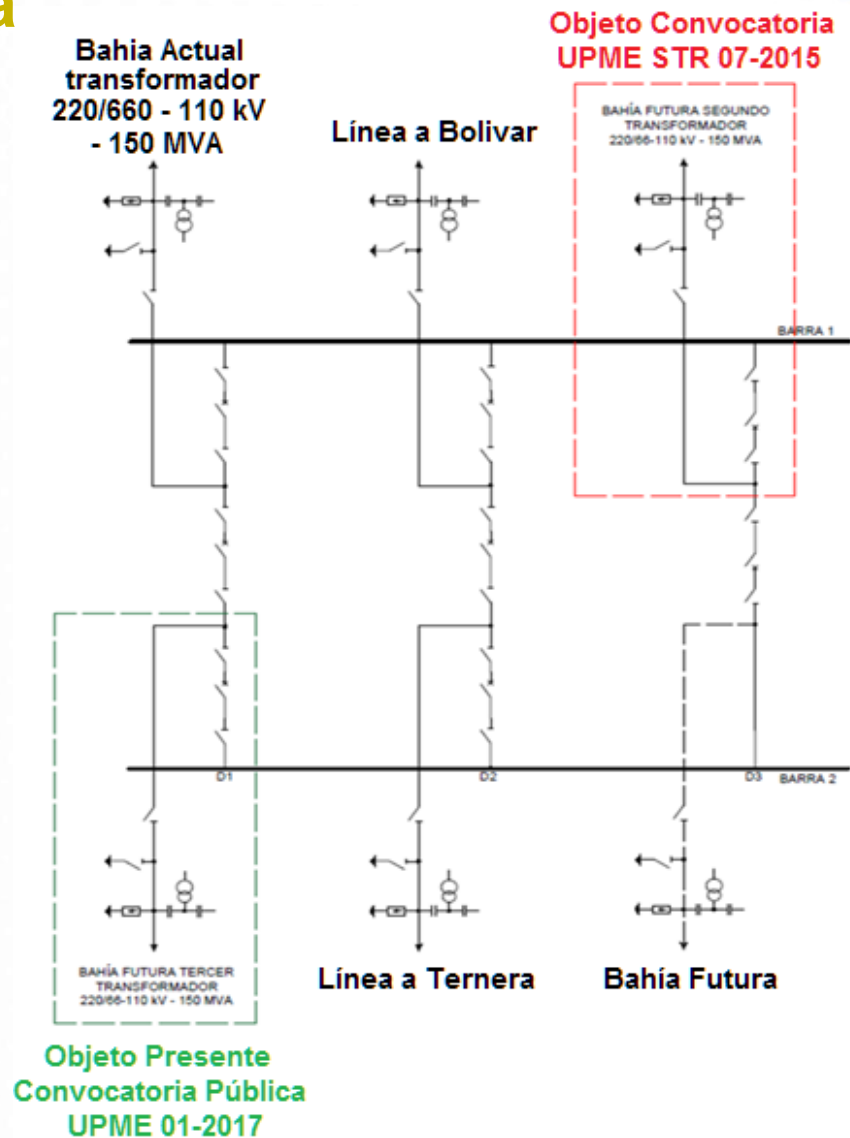 a
Objeto Convocatoria
UPME STR 07-2015
Bahia Actual
transformador
220/660 - 110 kV
- 150 MVA
Línea a Bolivar
BAHÍA FUTURA SEGUNDO
TRANSFORMADOR
220/66-110 kV - 150 MVA
BARRA 1
D1
D2
D3
BARRA 2
BAHÍA FUTURA TERCER
TRANSFORMADOR
220/66-110 kV - 150 MVA
Línea a Ternera
Bahía Futura
Objeto Presente
Convocatoria Pública
UPME 01-2017